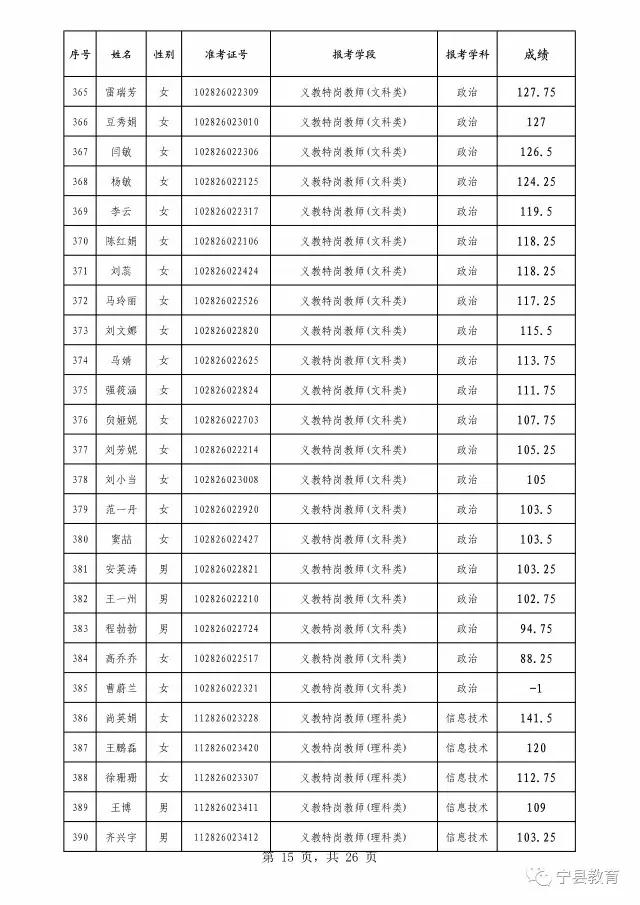 序号 姓名 性别 准考证号 报考学段 报考学科 成绩
365 雷瑞芳 女 102826022309 义教特岗教师(文科类) 政治 127.75
366 豆秀娟 女 102826023010 义教特岗教师(文科类) 政治 127
367 闫敏 女 102826022306 义教特岗教师(文科类) 政治 126.5
368 杨敏 女 102826022125 义教特岗教师(文科类) 政治 124.25
369 李云 女 102826022317 义教特岗教师(文科类) 政治 119.5
370 陈红娟 女 102826022106 义教特岗教师(文科类) 政治 118.25
371 刘蕊 女 102826022424 义教特岗教师(文科类) 政治 118.25
372 马玲丽 女 102826022526 义教特岗教师(文科类) 政治 117.25
373 刘文娜 女 102826022820 义教特岗教师(文科类) 政治 115.5
374 马婧 女 102826022625 义教特岗教师(文科类) 政治 113.75
375 强筱涵 女 102826022824 义教特岗教师(文科类) 政治 111.75
376 负娅妮 女 102826022703 义教特岗教师(文科类) 政治 107.75
377 刘芳妮 女 102826022214 义教特岗教师(文科类) 政治 105.25
378 刘小当 女 102826023008 义教特岗教师(文科类) 政治 105
379 范一丹 女 102826022920 义教特岗教师(文科类) 政治 103.5
380 窦喆 女 102826022427 义教特岗教师(文科类) 政治 103.5
381 安英涛 男 102826022821 义教特岗教师(文科类) 政治 103.25
382 王一州 男 102826022210 义教特岗教师(文科类) 政治 102.75
383 程勃勃 男 102826022724 义教特岗教师(文科类) 政治 94.75
384 高乔乔 女 102826022517 义教特岗教师(文科类) 政治 88.25
385 曹蔚兰 女 102826022321 义教特岗教师(文科类) 政治 -1
386 尚英娟 女 112826023228 义教特岗教师(理科类) 信息技术 141.5
387 王鹏磊 女 112826023420 义教特岗教师(理科类) 信息技术 120
388 徐珊珊 女 112826023307 义教特岗教师(理科类) 信息技术 112.75
389 王博 男 112826023411 义教特岗教师(理科类) 信息技术 109
390 齐兴宇 男 112826023412 义教特岗教师(理科类) 信息技术 103.25
第 15 页，共 26 页
宁县教育